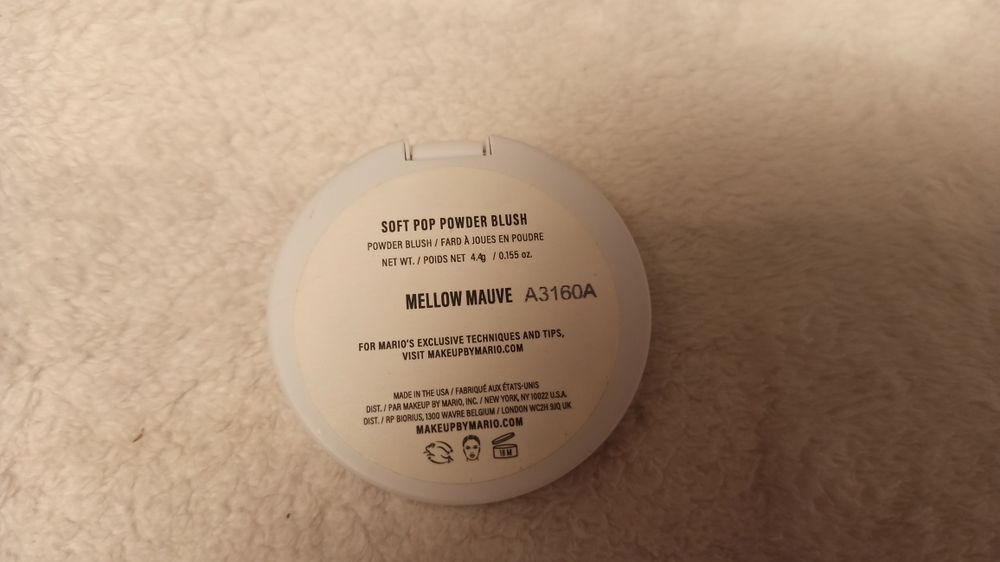 SOFT POP POWDER BLUSH
POWDER BLUSH / FARD À JOUES EN POUDRE
NET WT. / POIDS NET 4.4g / 0.155 oz.
MELLOW MAUVE A3160A
FOR MARIO'S EXCLUSIVE TECHNIQUES AND TIPS,
VISIT MAKEUPBYMARIO.COM
MADE IN THE USA / FABRIQUÉ AUX ÉTATS-UNIS
DIST. / PAR MAKEUP BY MARIO, INC. / NEW YORK, NY 10022 U.S.A.
DIST. / RP BIORIUS, 1300 WAVRE BELGIUM / LONDON WC2H 9JQ UK
MAKEUPBYMARIO.COM
18 M